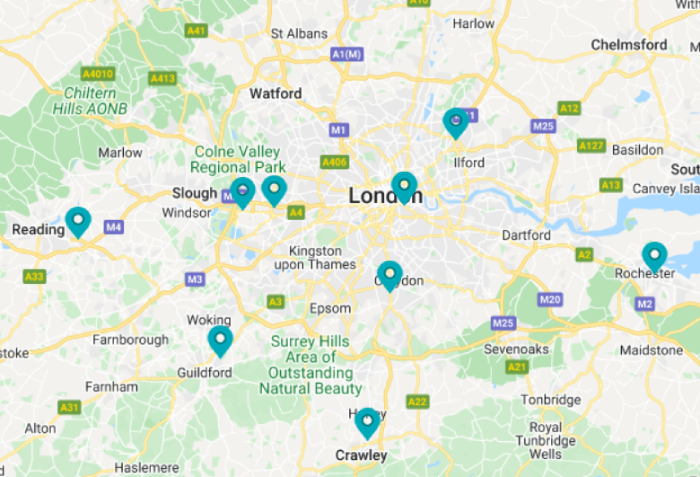 A10
With
A41
St Albans
Harlow
Chelmsford
A1(M)
A4010
A413
Chiltern
Hills AONB
Watford
A12
M1
M25
A127
Basildon
Marlow
Colne Valley
Regional Park
A406
Ilford
Slough
London
A13
Canvey Isla
Sout
Windsor
A4
Reading
M4
Dartford
Kingston
upon Thames
A2
A33
M3
Croydon
Rochester
A3
Epsom
M20
M2
Woking
M25
Farnborough
Surrey Hills
Area of
Outstanding
Natural Beauty
Sevenoaks
Maidstone
stoke
Guildford
A21
Farnham
A31
A22
Tonbridge
Alton
Horley
Royal
Tunbridge
Wells
Crawley
Haslemere